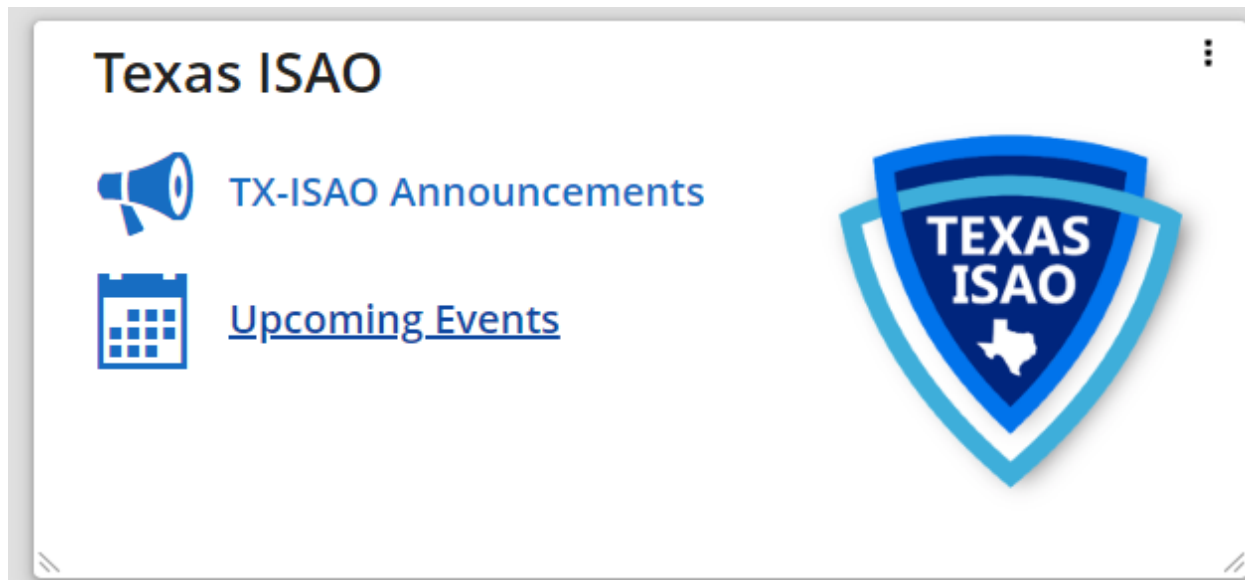 Texas ISAO
TX-ISAO Announcements
Upcoming Events
TEXAS
ISAO